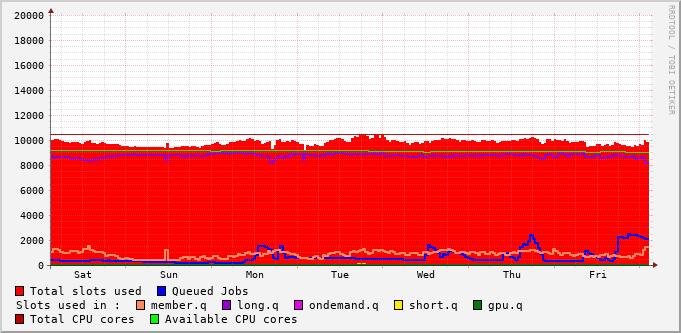 20000
18000
16000
14000
12000
10000
8000
6000
4000
2000
0
Sat Sun Mon Tue Wed Thu Fri
RRDTOOL / TOBI OETIKER
Total slots used Queued Jobs
Slots used in : member.q long.q ondemand.q short.q gpu.q
Total CPU cores Available CPU cores